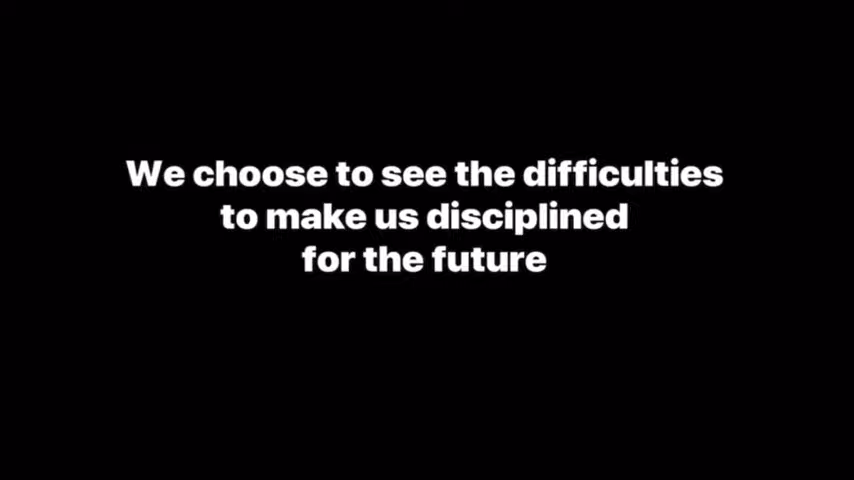 We choose to see the difficulties
to make us disciplined
for the future